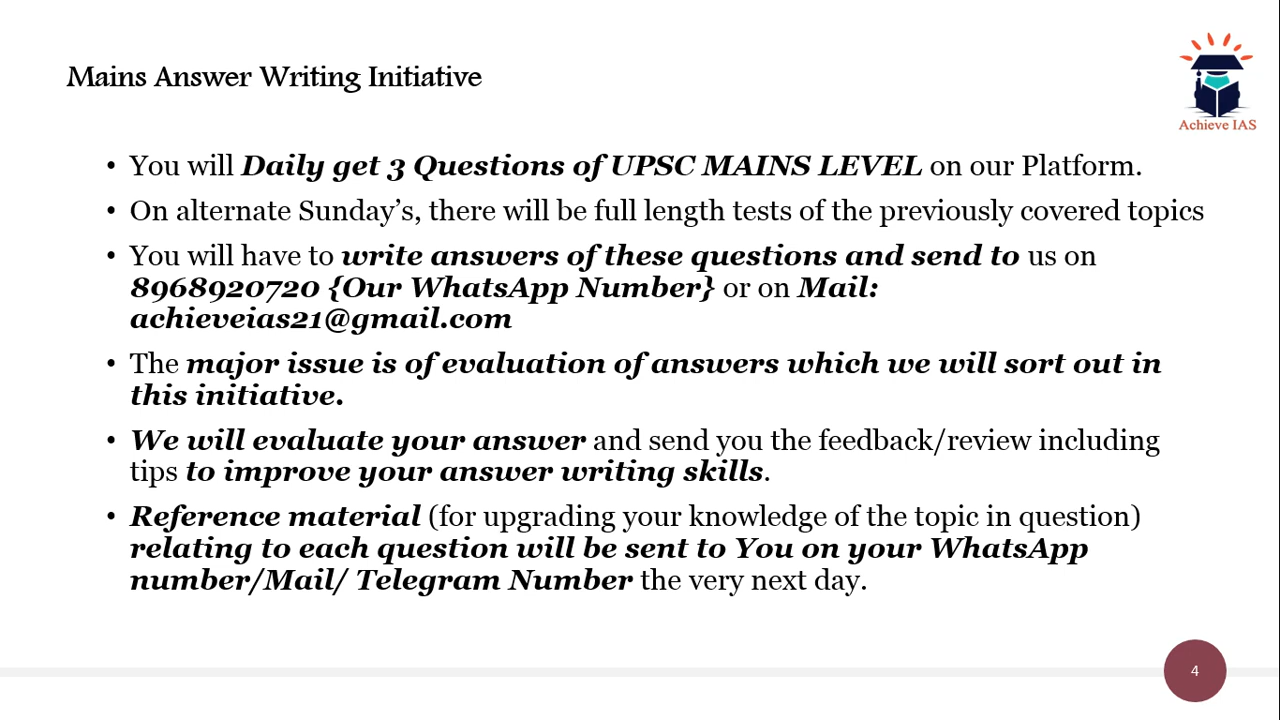 Mains Answer Writing Initiative
Achieve IAS
• You will Daily get 3 Questions of UPSC MAINS LEVEL on our Platform.
• On alternate Sunday’s, there will be full length tests of the previously covered topics
• You will have to write answers of these questions and send to us on
8968920720 {Our WhatsApp Number} or on Mail:
achieveias21@gmail.com
• The major issue is of evaluation of answers which we will sort out in
this initiative.
• We will evaluate your answer and send you the feedback/review including
tips to improve your answer writing skills.
• Reference material (for upgrading your knowledge of the topic in question)
relating to each question will be sent to You on your WhatsApp
number/Mail/ Telegram Number the very next day.
4